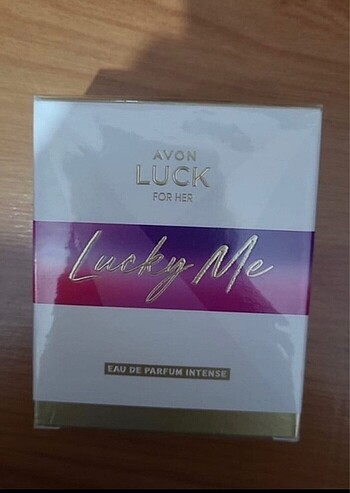 AVON
LUCK
FOR HER
Lucky Me
EAU DE PARFUM INTENSE